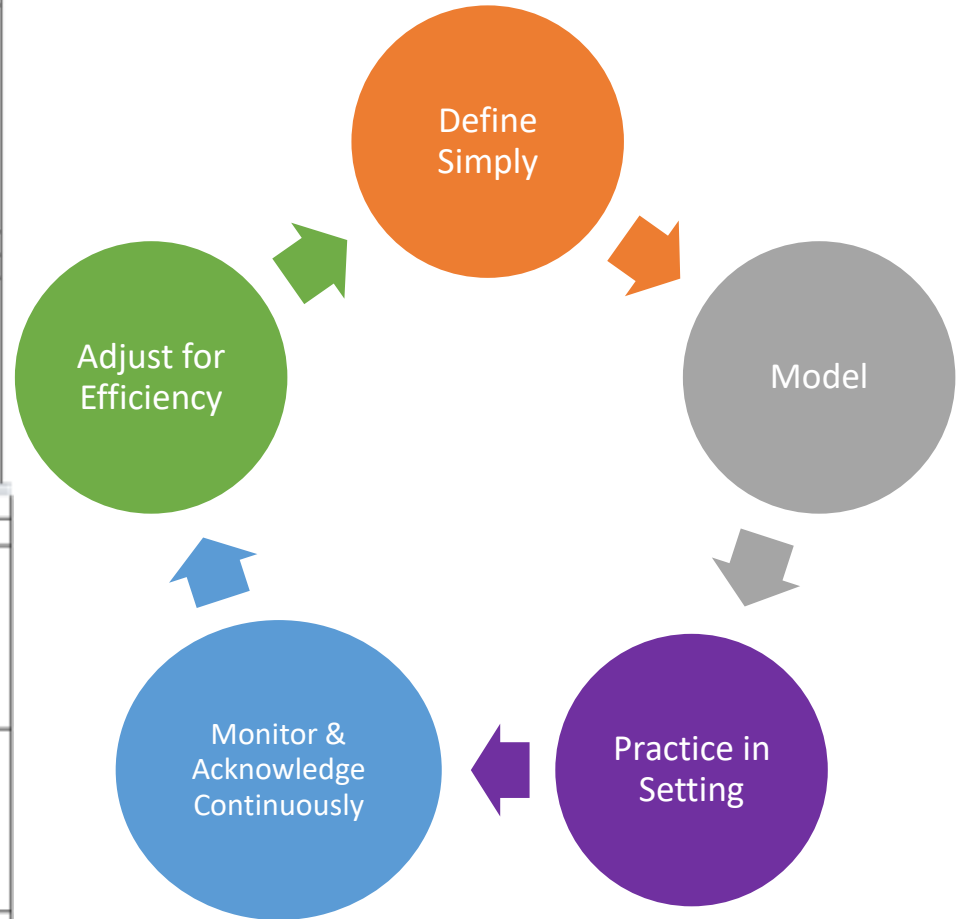 Define
Simply
Model
Practice in
Setting
Monitor &
Acknowledge
Continuously
Adjust for
Efficiency